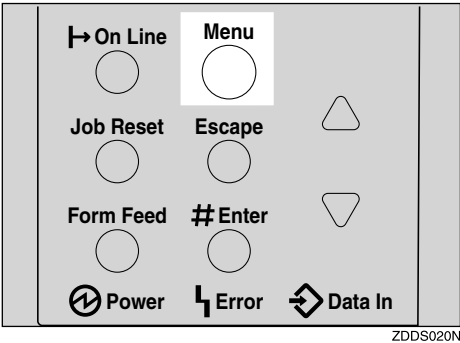 On Line Menu
Job Reset Escape
Form Feed # Enter
Power Error Data In
ZDDS020N